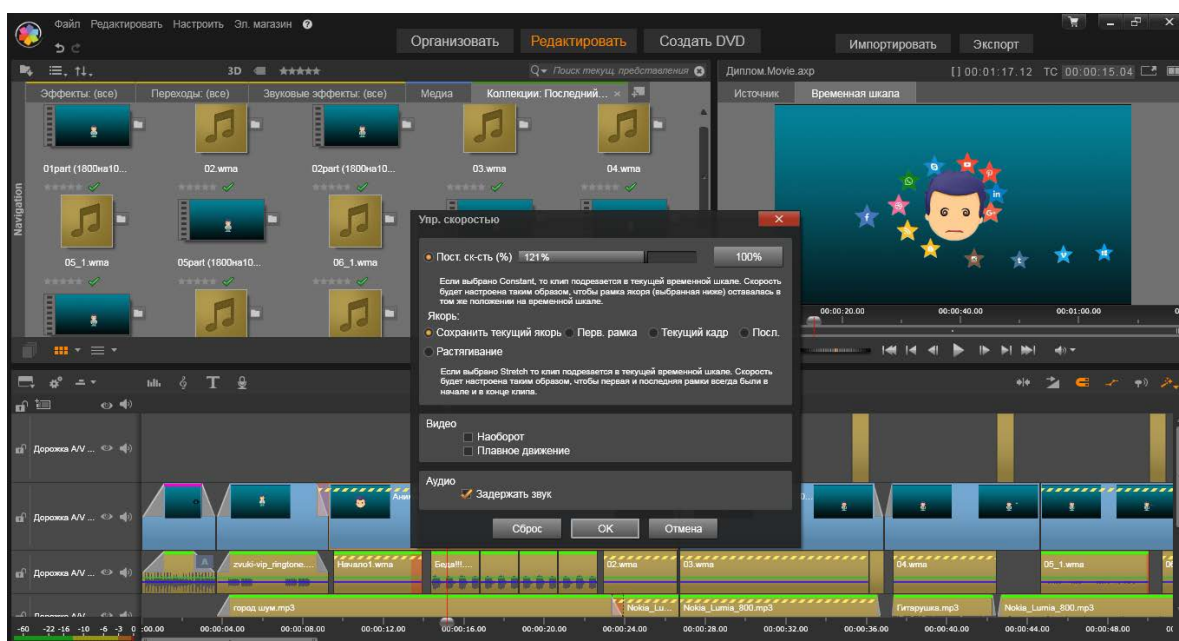 Файл Редактировать Настроить Эл. магазин ?
Организовать Редактировать Создать DVD
Импортировать Экспорт
3D
Поиск текущ. представления
Диплом.Movie.axp
[] 00:01:17.12 TC 00:00:15.04
Эффекты: (все) Переходы: (все) Звуковые эффекты: (все) Медиа Коллекции: Последний...
Источник Временная шкала
Navigation
01part (1800на10... 02.wma 02part (1800на10... 03.wma 04.wma
05_1.wma 05part (1800на10... 06_1.wma
Упр. скоростью
Пост. ск-сть (%) 121% 100%
Если выбрано Constant, то клип подрезается в текущей временной шкале. Скорость
будет настроена таким образом, чтобы рамка якоря (выбранная ниже) оставалась в
том же положении на временной шкале.
Якорь:
Сохранить текущий якорь Перв. рамка Текущий кадр Посл.
Растягивание
Если выбрано Stretch то клип подрезается в текущей временной шкале. Скорость
будет настроена таким образом, чтобы первая и последняя рамки всегда были в
начале и в конце клипа.
Видео
Наоборот
Плавное движение
Аудио
Задержать звук
Сброс OK Отмена
in
G+
00:00:20.00 00:00:40.00 00:01:00.00
Дорожка A/V ...
Дорожка A/V ...
Дорожка A/V ... zvuki-vip_ringtone.... Начало1.wma Беда!!!.... 02.wma 03.wma 04.wma 05_1.wma
Дорожка A/V ... город шум.mp3 Nokia_Lu... Nokia_Lumia_800.mp3 Гитарушка.mp3 Nokia_Lumia_800.mp3
-60 -22 -16 -10 -6 -3 0 :00.00 00:00:04.00 00:00:08.00 00:00:12.00 00:00:16.00 00:00:20.00 00:00:24.00 00:00:28.00 00:00:32.00 00:00:36.00 00:00:40.00 00:00:44.00 00:00:48.00